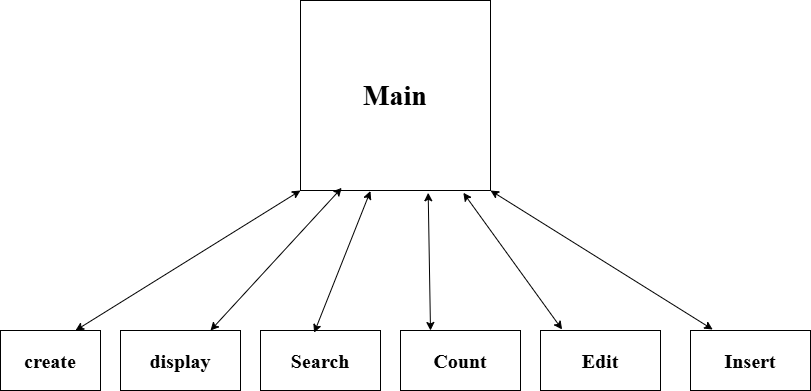 Main
create
display
Search
Count
Edit
Insert